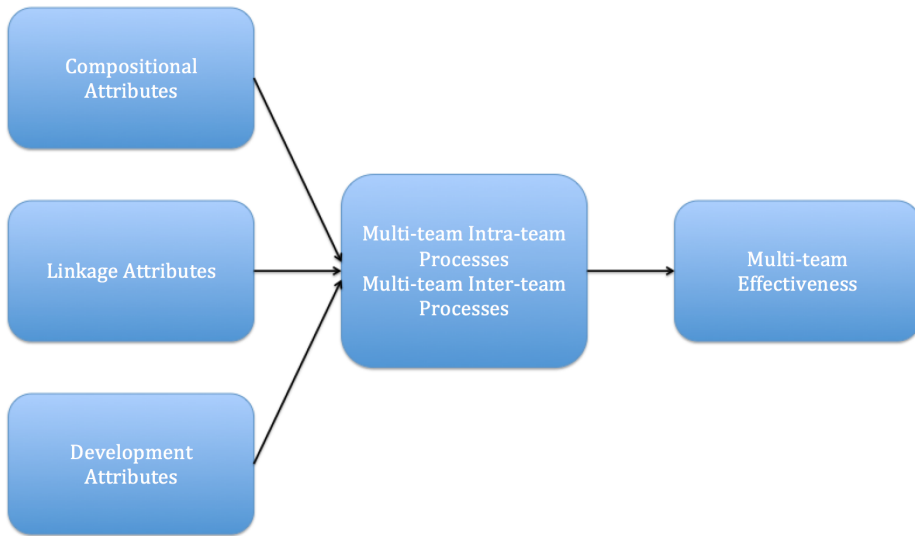 Compositional
Attributes
Linkage Attributes
Development
Attributes
Multi-team Intra-team
Processes
Multi-team Inter-team
Processes
Multi-team
Effectiveness